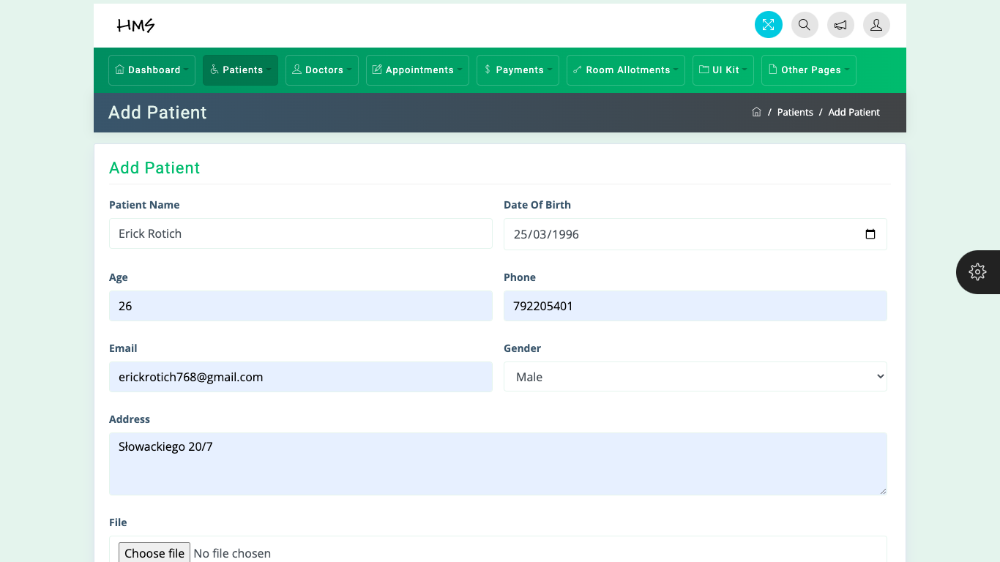 HMS
Dashboard Patients Doctors Appointments Payments Room Allotments UI Kit Other Pages
Add Patient / Patients / Add Patient
Add Patient
Patient Name Date Of Birth
Erick Rotich 25/03/1996
Age Phone
26 792205401
Email Gender
erickrotich768@gmail.com Male
Address
Słowackiego 20/7
File
Choose file No file chosen